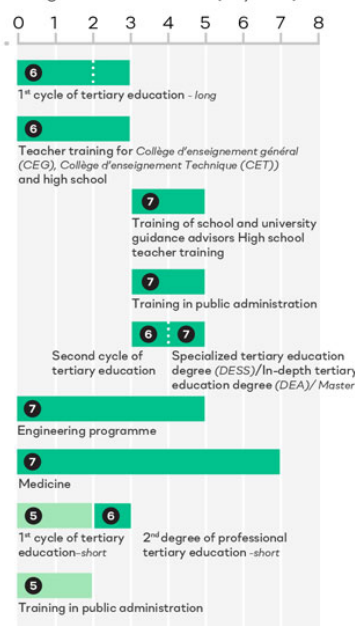 0 1 2 3 4 5 6 7 8
6
1st cycle of tertiary education - long
6
Teacher training for Collège d'enseignement général
(CEG), Collège d'enseignement Technique (CET))
and high school
7
Training of school and university
guidance advisors High school
teacher training
7
Training in public administration
6 7
Second cycle of
tertiary education
Specialized tertiary education
degree (DESS)/In-depth tertiary
education degree (DEA)/ Master
7
Engineering programme
7
Medicine
5 6
1st cycle of tertiary
education-short
2nd degree of professional
tertiary education -short
5
Training in public administration